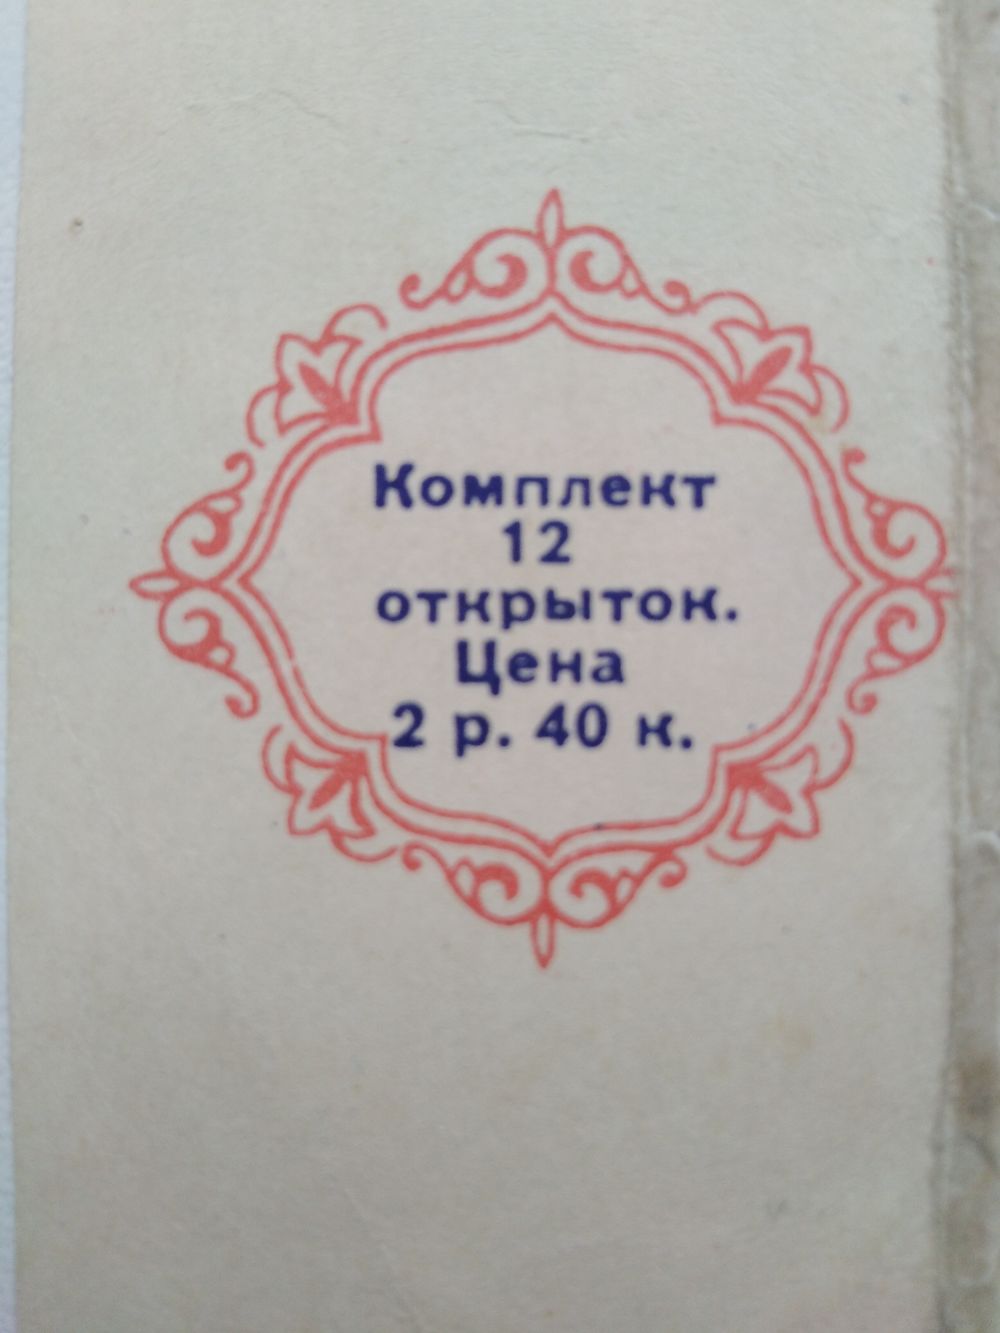 Комплект
12
открыток.
Цена
2 р. 40 к.